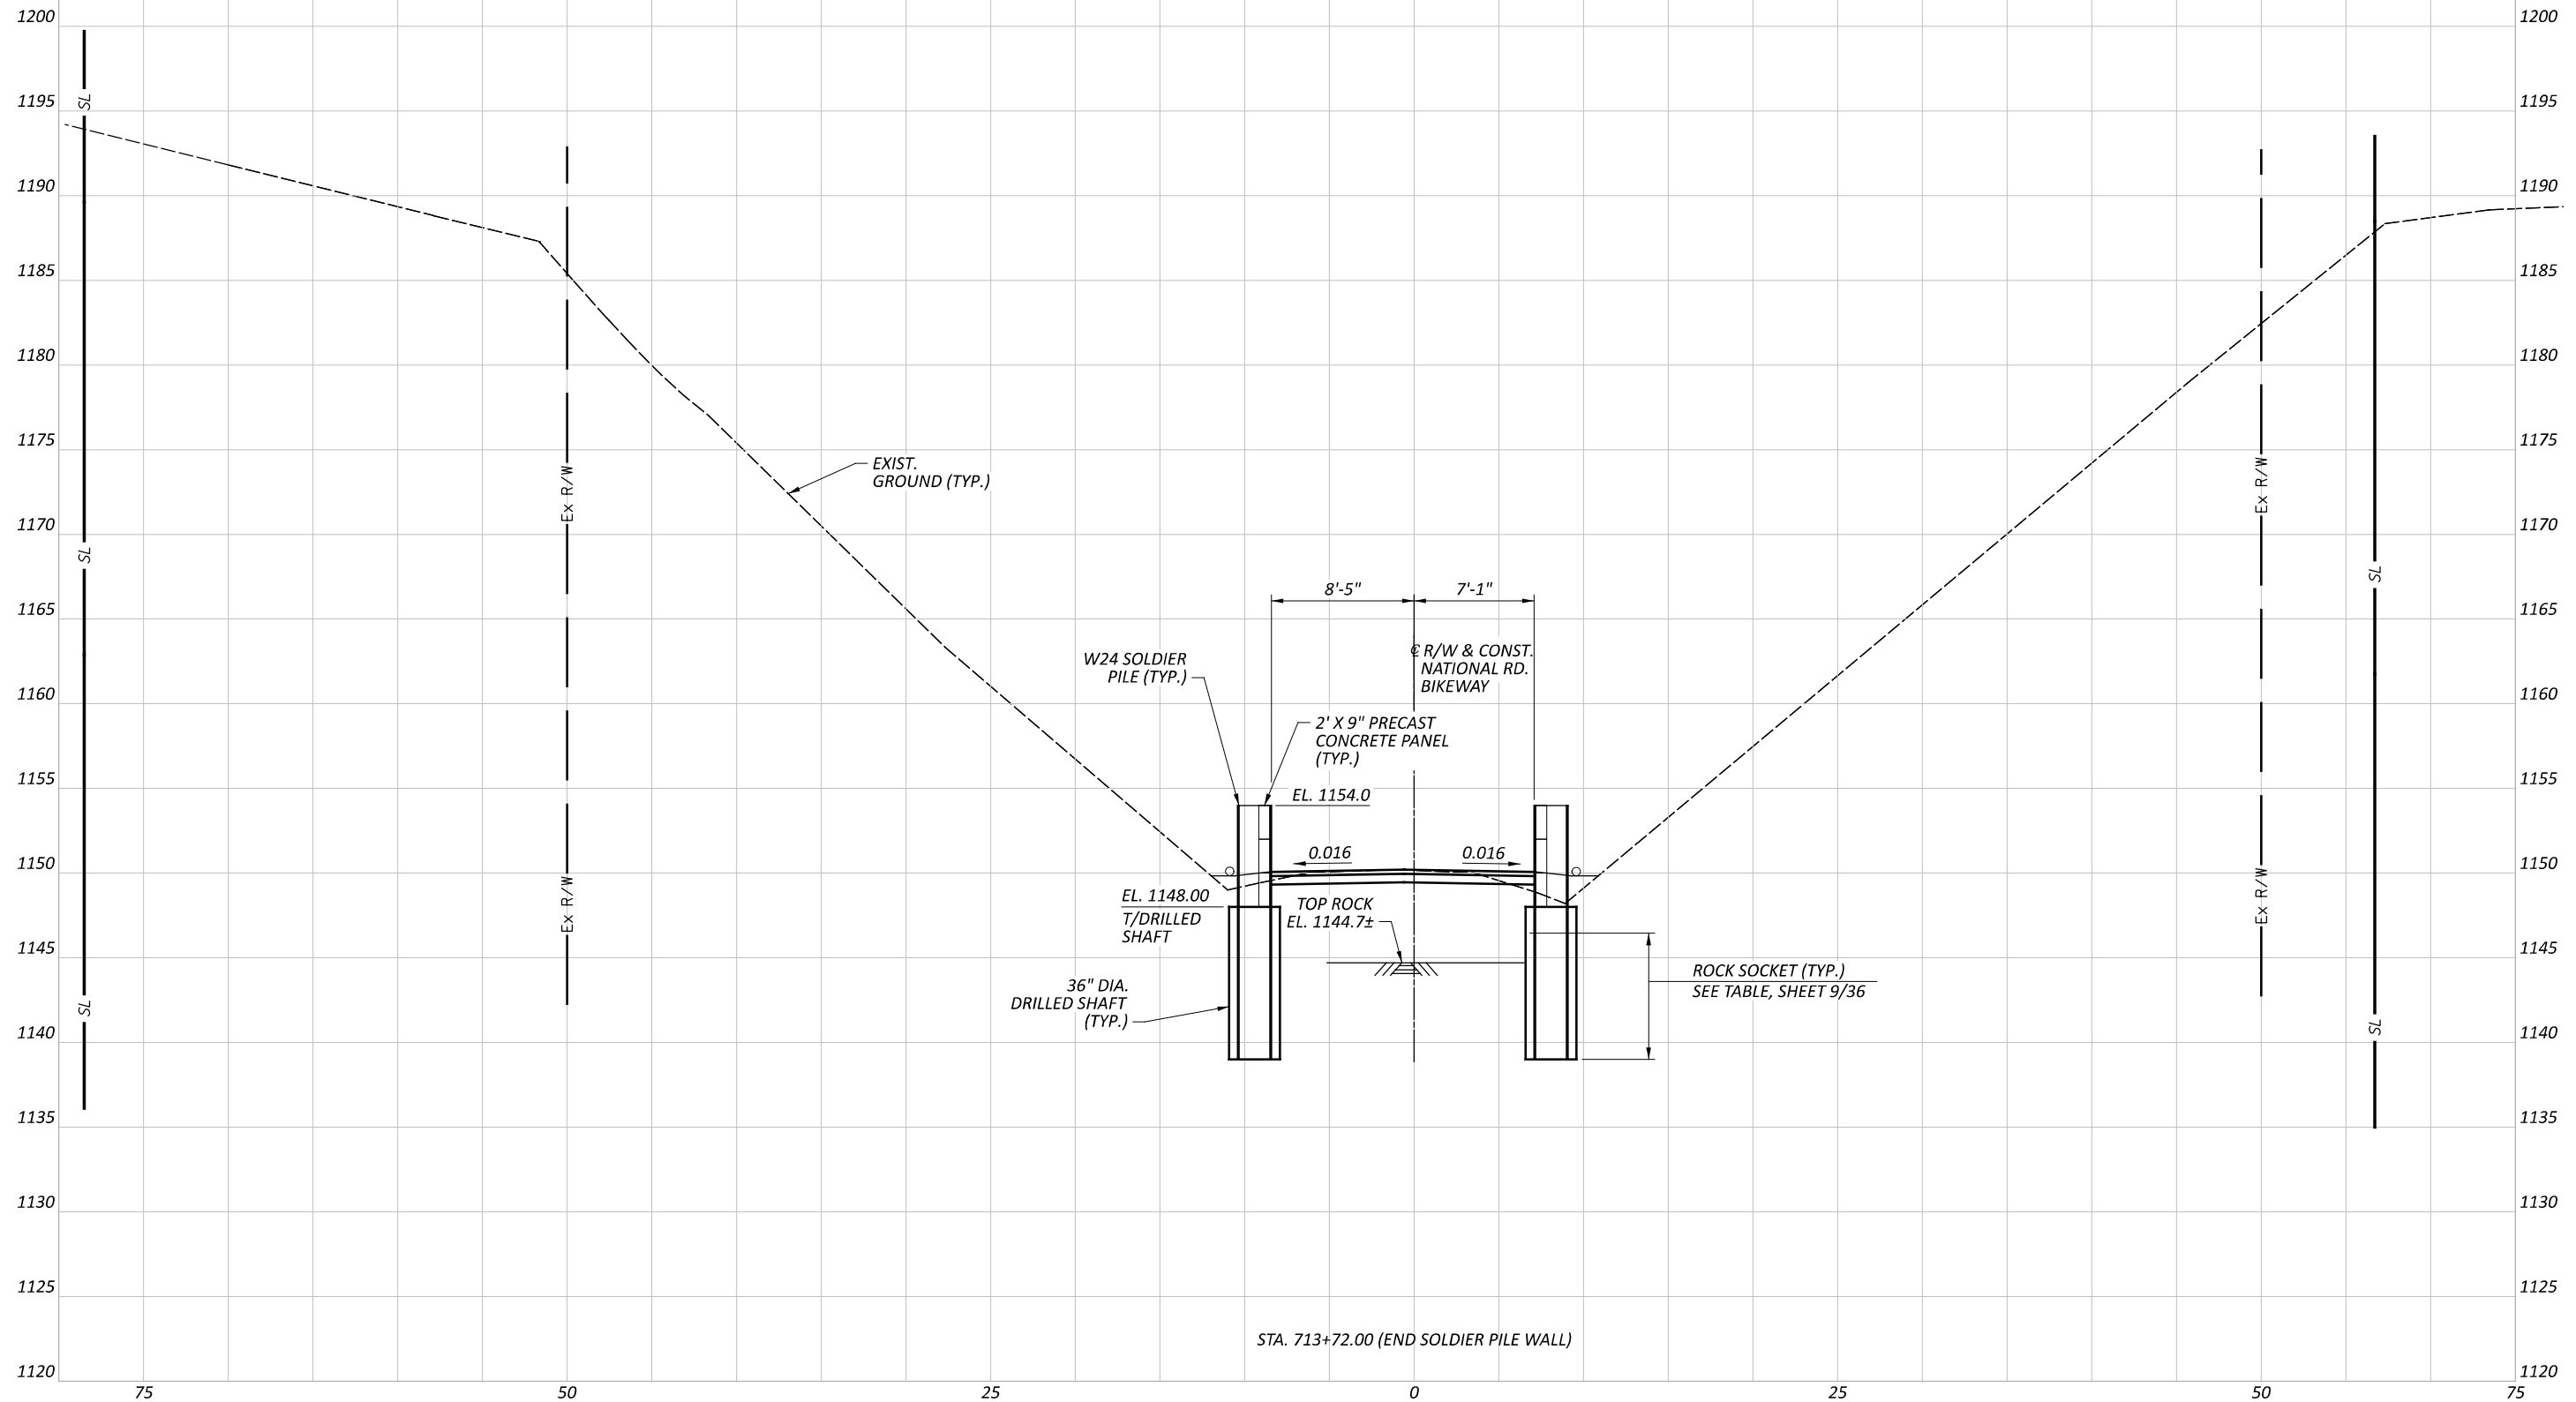 1200
1200
SL
1195
1195
1190
1190
1185
1185
1180
1180
1175
1175
EXIST.
GROUND (TYP.)
Ex R/W
Ex R/W
1170
1170
SL
SL
1165
1165
8'-5"
7'-1"
W24 SOLDIER
PILE (TYP.)
℄ R/W & CONST.
NATIONAL RD.
BIKEWAY
1160
1160
2' X 9" PRECAST
CONCRETE PANEL
(TYP.)
1155
1155
EL. 1154.0
1150
1150
0.016
0.016
Ex R/W
Ex R/W
EL. 1148.00
T/DRILLED
SHAFT
TOP ROCK
EL. 1144.7±
1145
1145
ROCK SOCKET (TYP.)
SEE TABLE, SHEET 9/36
36" DIA.
DRILLED SHAFT
(TYP.)
SL
SL
1140
1140
1135
1135
1130
1130
1125
1125
STA. 713+72.00 (END SOLDIER PILE WALL)
1120
1120
75
50
25
0
25
50
75